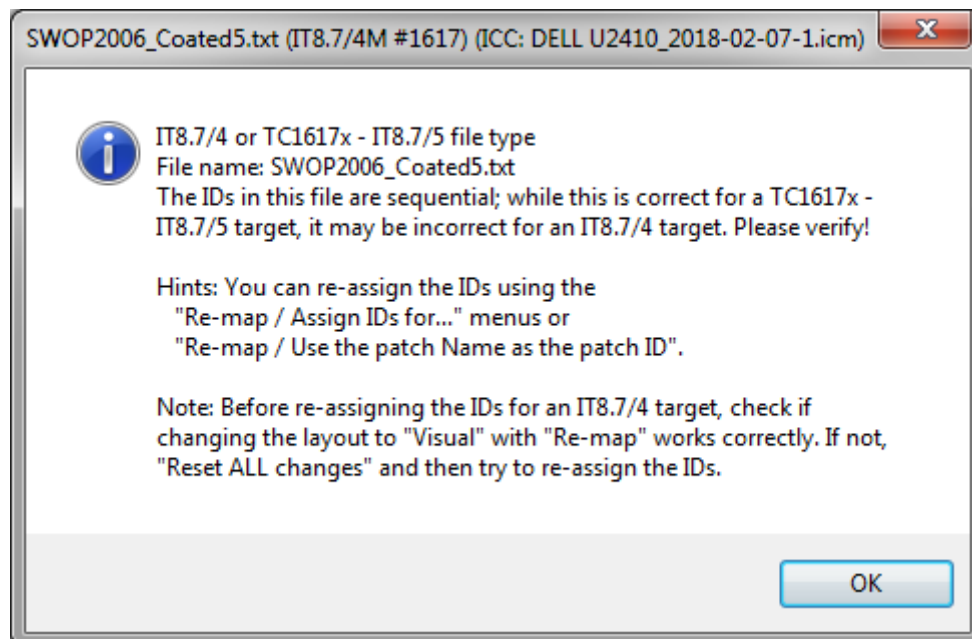 SWOP2006_Coated5.txt (IT8.7/4M #1617) (ICC: DELL U2410_2018-02-07-1.icm)
IT8.7/4 or TC1617x - IT8.7/5 file type
File name: SWOP2006_Coated5.txt
The IDs in this file are sequential; while this is correct for a TC1617x -
IT8.7/5 target, it may be incorrect for an IT8.7/4 target. Please verify!
Hints: You can re-assign the IDs using the
"Re-map / Assign IDs for..." menus or
"Re-map / Use the patch Name as the patch ID".
Note: Before re-assigning the IDs for an IT8.7/4 target, check if
changing the layout to "Visual" with "Re-map" works correctly. If not,
"Reset ALL changes" and then try to re-assign the IDs.
OK